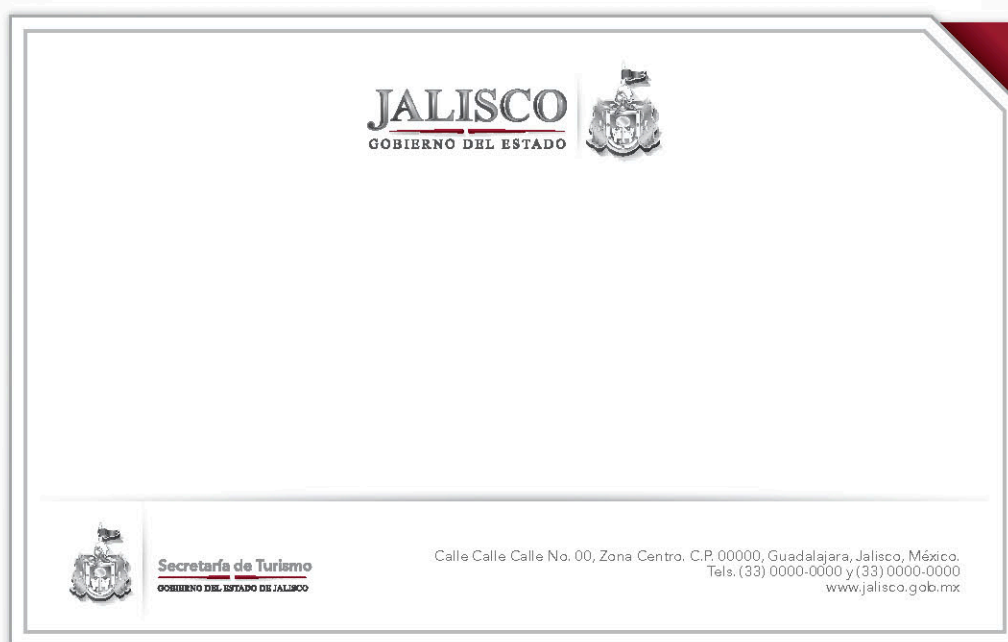 JALISCO
GOBIERNO DEL ESTADO
Secretaría de Turismo
GOBIERNO DEL ESTADO DE JALISCO
Calle Calle Calle No. 00, Zona Centro. C.P. 00000, Guadalajara, Jalisco, México.
Tels. (33) 0000-0000 y (33) 0000-0000
www.jalisco.gob.mx